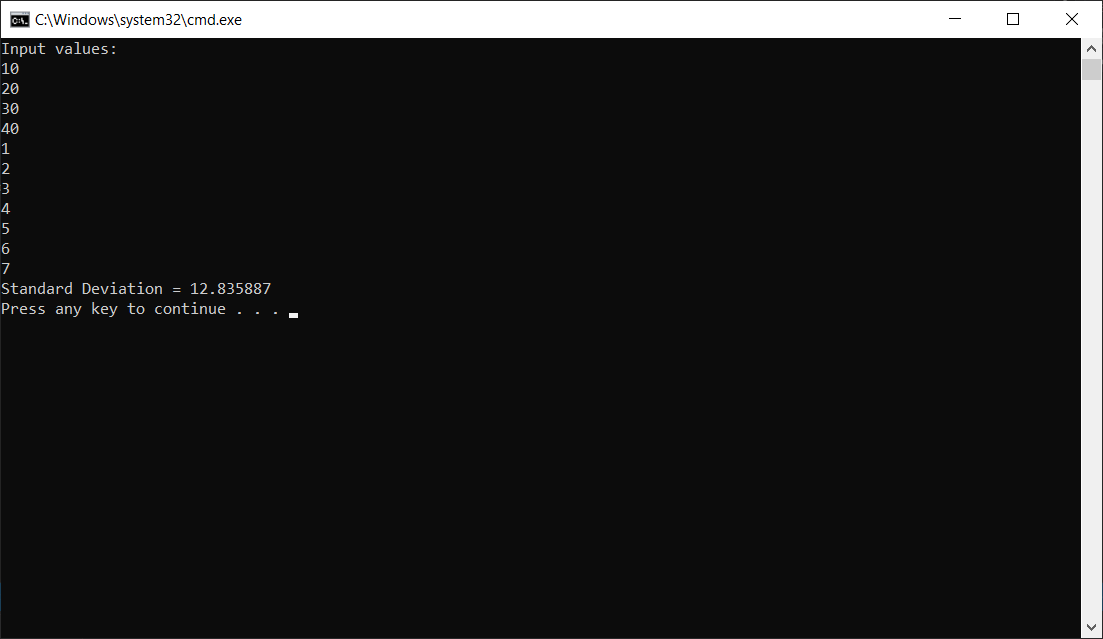 C:\Windows\system32\cmd.exe
Input values:
10
20
30
40
1
2
3
4
5
6
7
Standard Deviation = 12.835887
Press any key to continue . . .